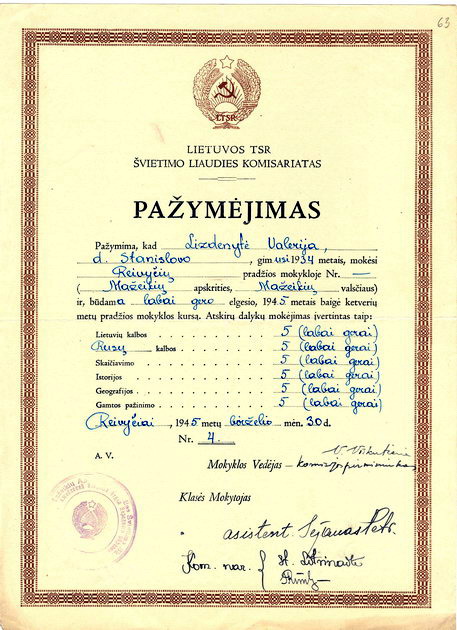 63
LTSR
LIETUVOS TSR
ŠVIETIMO LIAUDIES KOMISARIATAS
PAŽYMĖJIMAS
Pažymima, kad Lizdenytė Valerija,
d. Stanislovo, gimusi 1934 metais, mokėsi
Reivyčių pradžios mokykloje Nr. —
( Mažeikių apskrities, Mažeikių valsčiaus)
ir, būdama labai gero elgesio, 1945 metais baigė ketverių
metų pradžios mokyklos kursą. Atskirų dalykų mokėjimas įvertintas taip:
Lietuvių kalbos 5 (labai gerai)
Rusų kalbos 5 (labai gerai)
Skaičiavimo 5 (labai gerai)
Istorijos 5 (labai gerai)
Geografijos 5 (labai gerai)
Gamtos pažinimo 5 (labai gerai)
Reivyčiai, 1945 metų birželio mėn. 30 d.
Nr. 4
A. V.
Mokyklos Vedėjas –
Klasės Mokytojas
asistent
Kom. nar. {